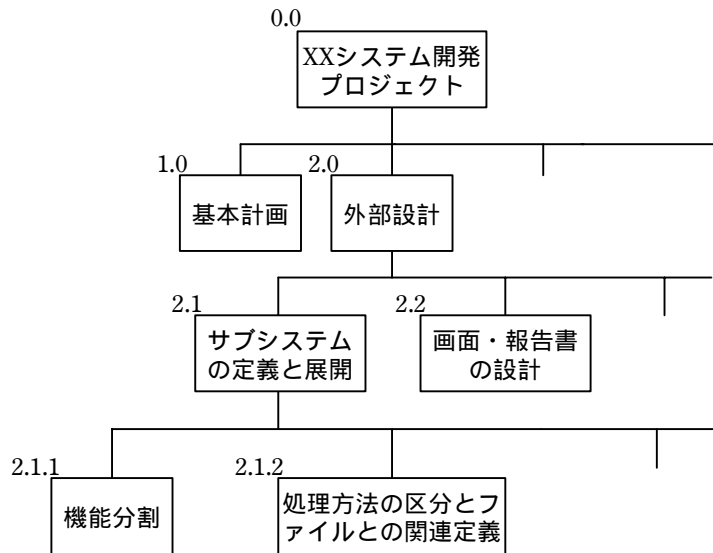 0.0
XXシステム開発
プロジェクト
1.0
基本計画
2.0
外部設計
2.1
サブシステム
の定義と展開
2.2
画面・報告書
の設計
2.1.1
機能分割
2.1.2
処理方法の区分とフ
ァイルとの関連定義